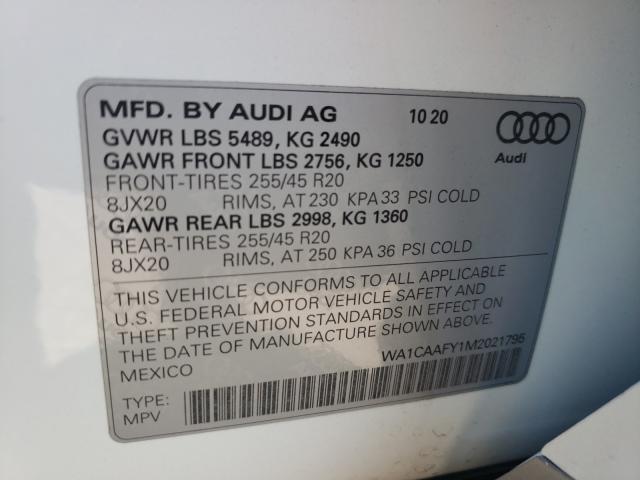 MFD. BY AUDI AG 10 20
GVWR LBS 5489, KG 2490
GAWR FRONT LBS 2756, KG 1250
FRONT-TIRES 255/45 R20
8JX20 RIMS, AT 230 KPA 33 PSI COLD
GAWR REAR LBS 2998, KG 1360
REAR-TIRES 255/45 R20
8JX20 RIMS, AT 250 KPA 36 PSI COLD
Audi
THIS VEHICLE CONFORMS TO ALL APPLICABLE
U.S. FEDERAL MOTOR VEHICLE SAFETY AND
THEFT PREVENTION STANDARDS IN EFFECT ON
THE DATE OF MANUFACTURE SHOWN ABOVE.
MEXICO
WA1CAAFY1M2021795
TYPE:
MPV